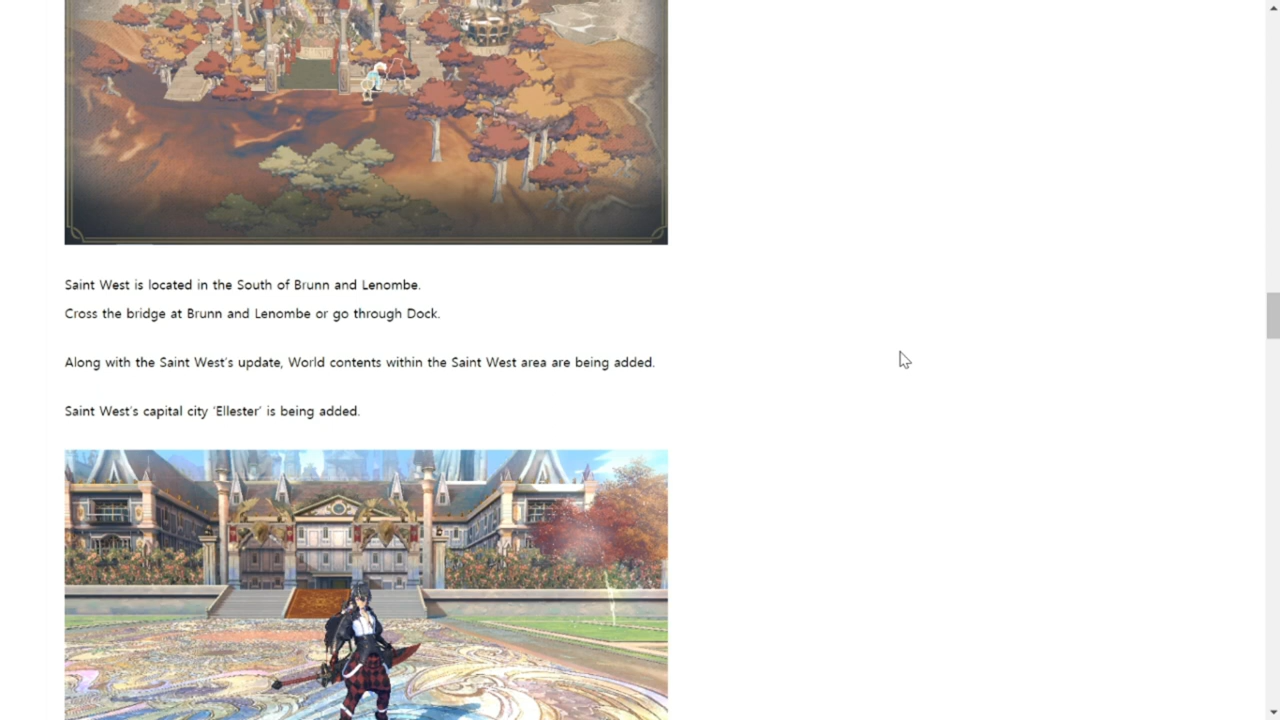 Saint West is located in the South of Brunn and Lenombe.
Cross the bridge at Brunn and Lenombe or go through Dock.
Along with the Saint West's update, World contents within the Saint West area are being added.
Saint West's capital city 'Ellester' is being added.